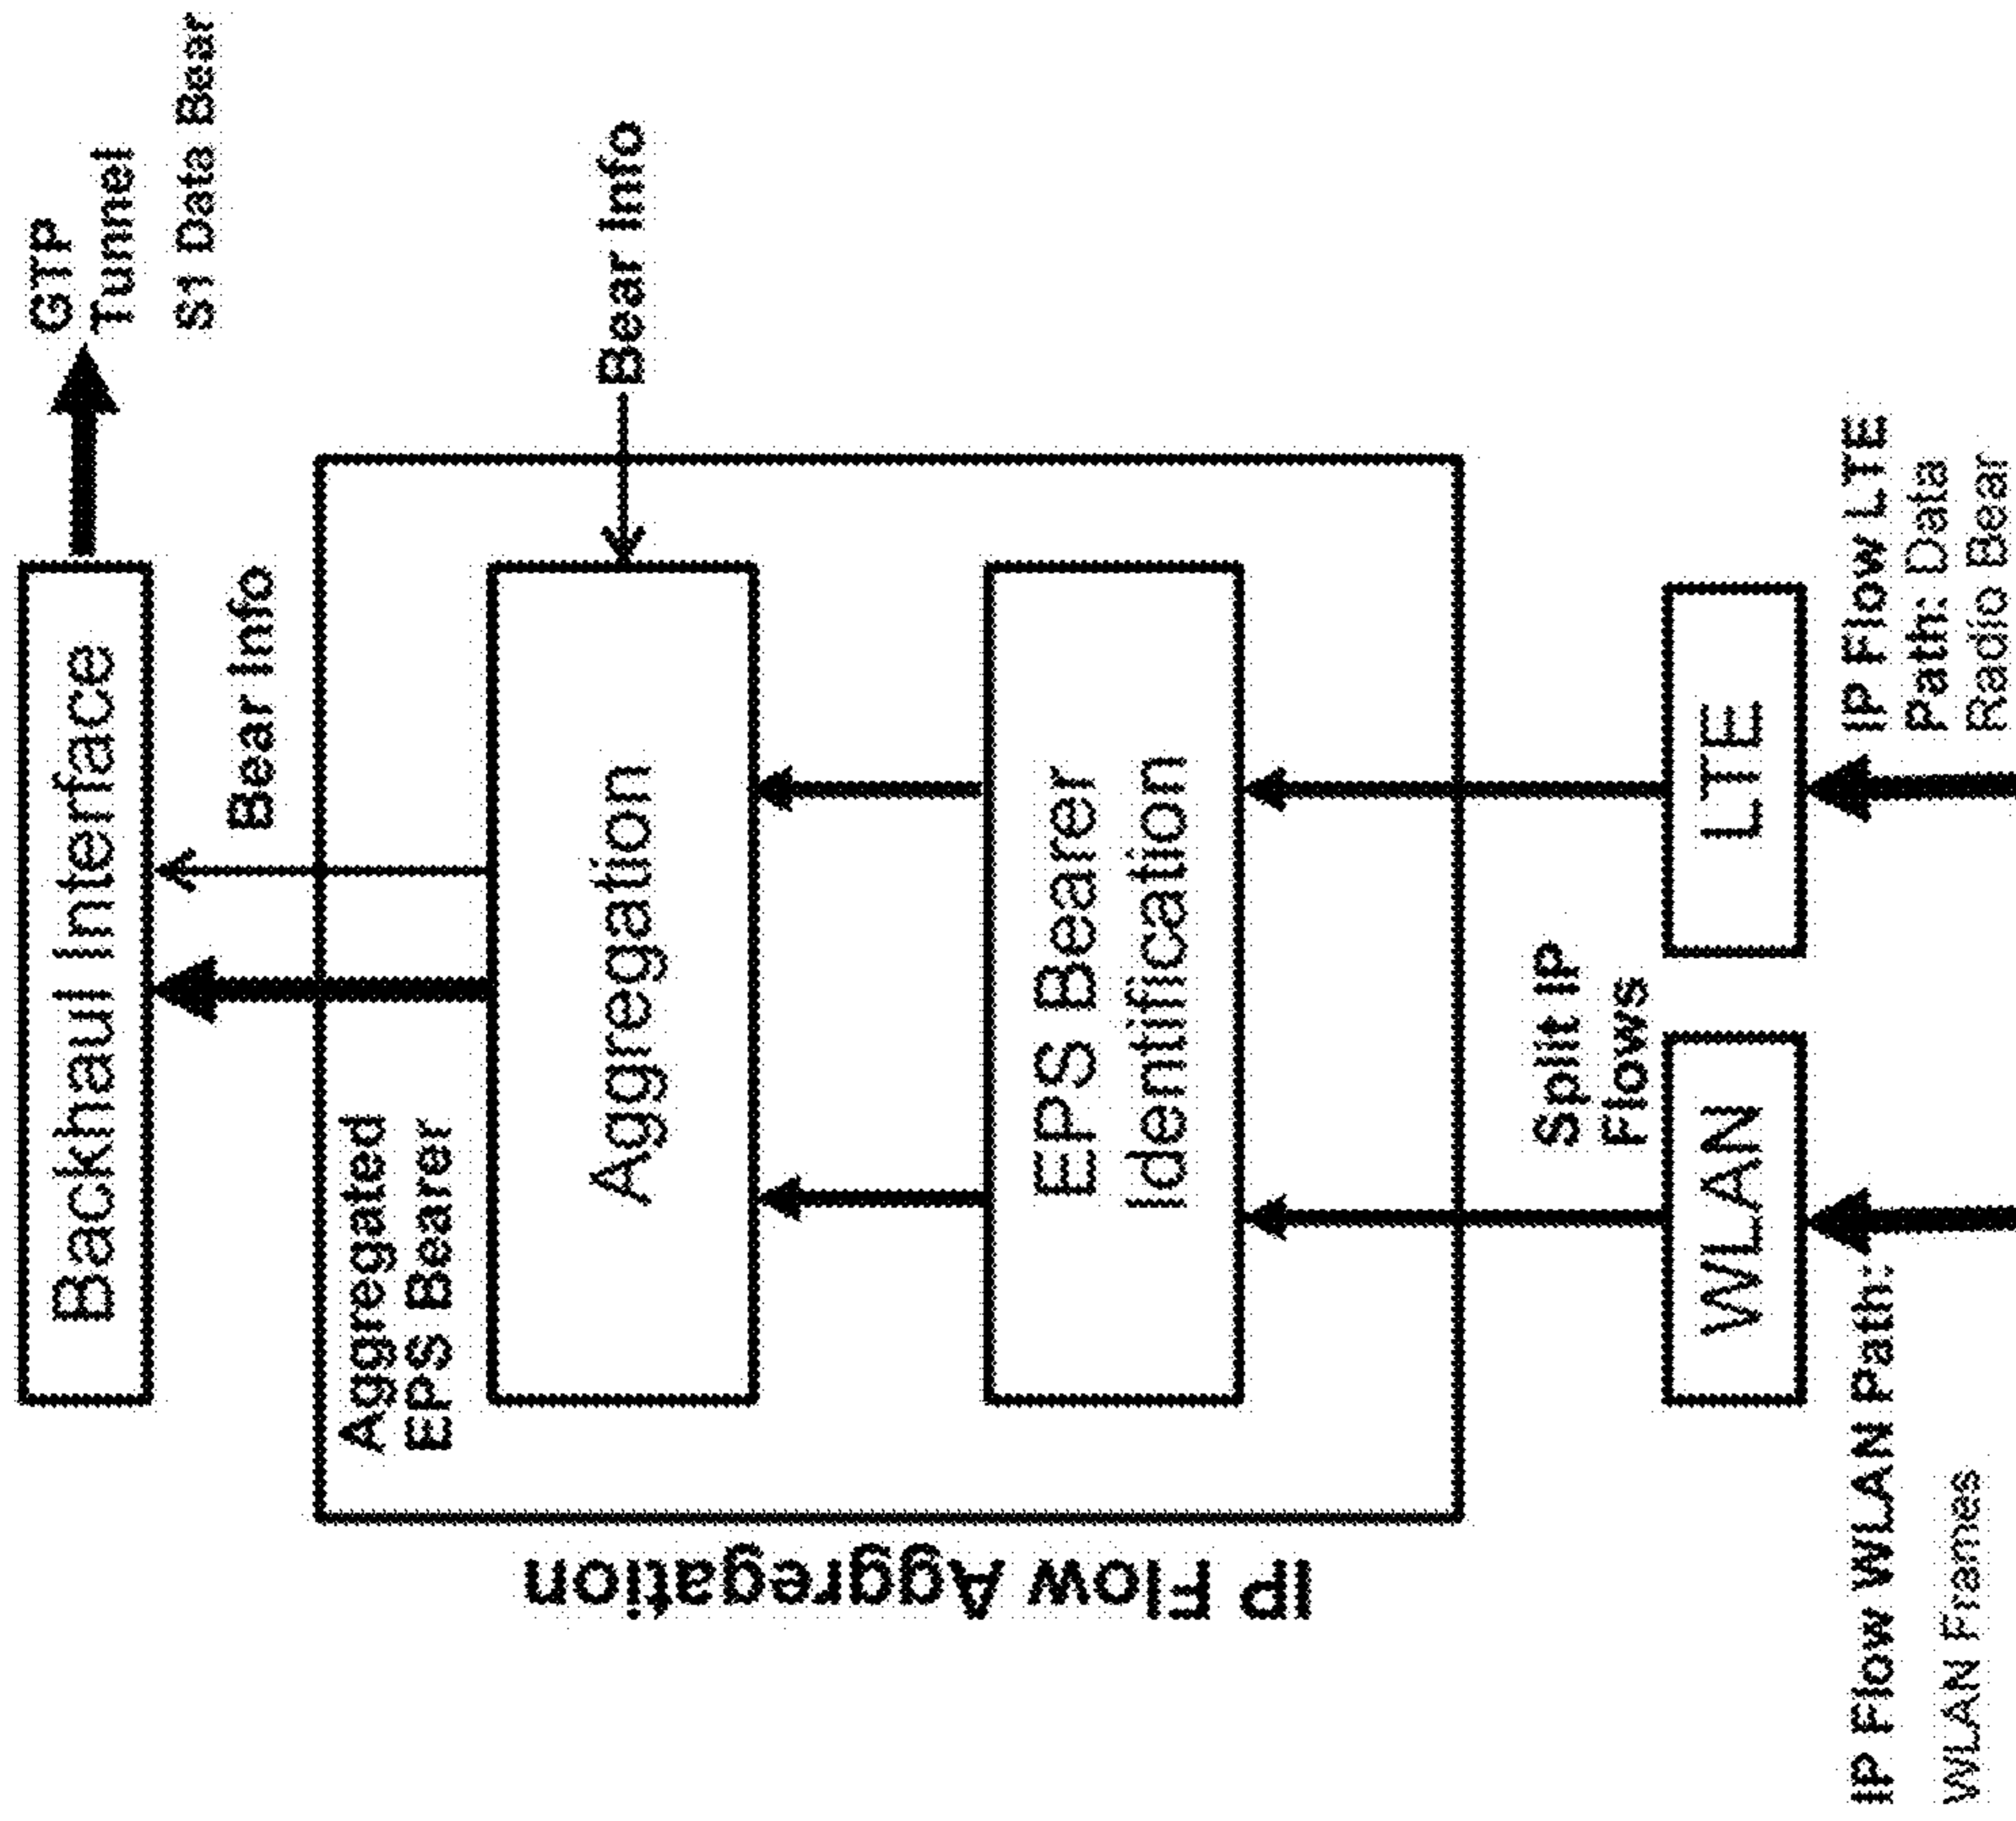 GTP
Tunnel
S1 Data Bear
Backhaul Interface
Bear Info
Aggregated
EPS Bearer
Aggregation
Bear Info
EPS Bearer
Identification
IP Flow Aggregation
Split IP
Flows
WLAN
LTE
IP Flow WLAN Path:
WLAN Frames
IP Flow LTE
Path: Data
Radio Bear